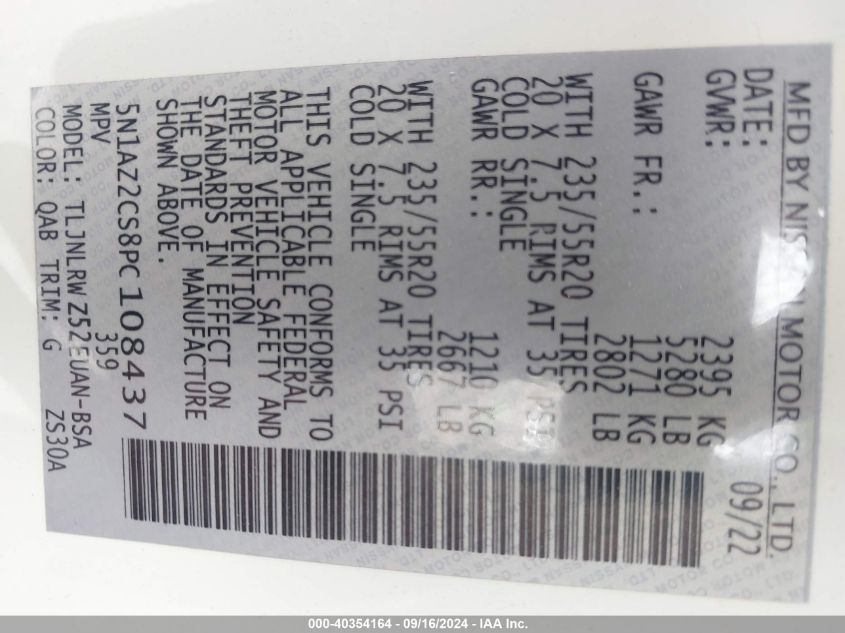 MFD BY NISSAN MOTOR CO., LTD.
DATE: 09/22
GVWR: 2395 KG
5280 LB
GAWR FR.: 1271 KG
2802 LB
WITH 235/55R20 TIRES
20 X 7.5 RIMS AT 35 PSI
COLD SINGLE
GAWR RR.: 1210 KG
2667 LB
WITH 235/55R20 TIRES
20 X 7.5 RIMS AT 35 PSI
COLD SINGLE
THIS VEHICLE CONFORMS TO
ALL APPLICABLE FEDERAL
MOTOR VEHICLE SAFETY AND
THEFT PREVENTION
STANDARDS IN EFFECT ON
THE DATE OF MANUFACTURE
SHOWN ABOVE.
5N1AZ2CS8PC108437
MPV 359
MODEL: TLJNLRWZ52EUAN-BSA
COLOR: QAB TRIM: G ZS30A
000-40354164 - 09/16/2024 - IAA Inc.